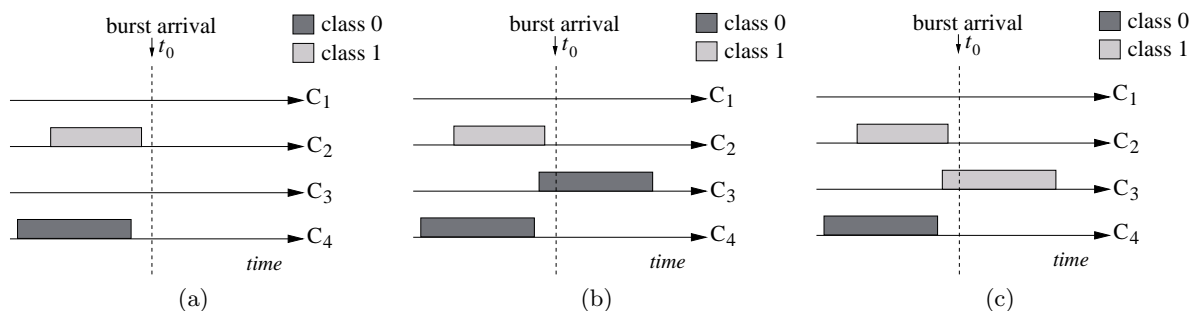 burst arrival
t0
class 0
class 1
C1
C2
C3
C4
time
(a)
burst arrival
t0
class 0
class 1
C1
C2
C3
C4
time
(b)
burst arrival
t0
class 0
class 1
C1
C2
C3
C4
time
(c)